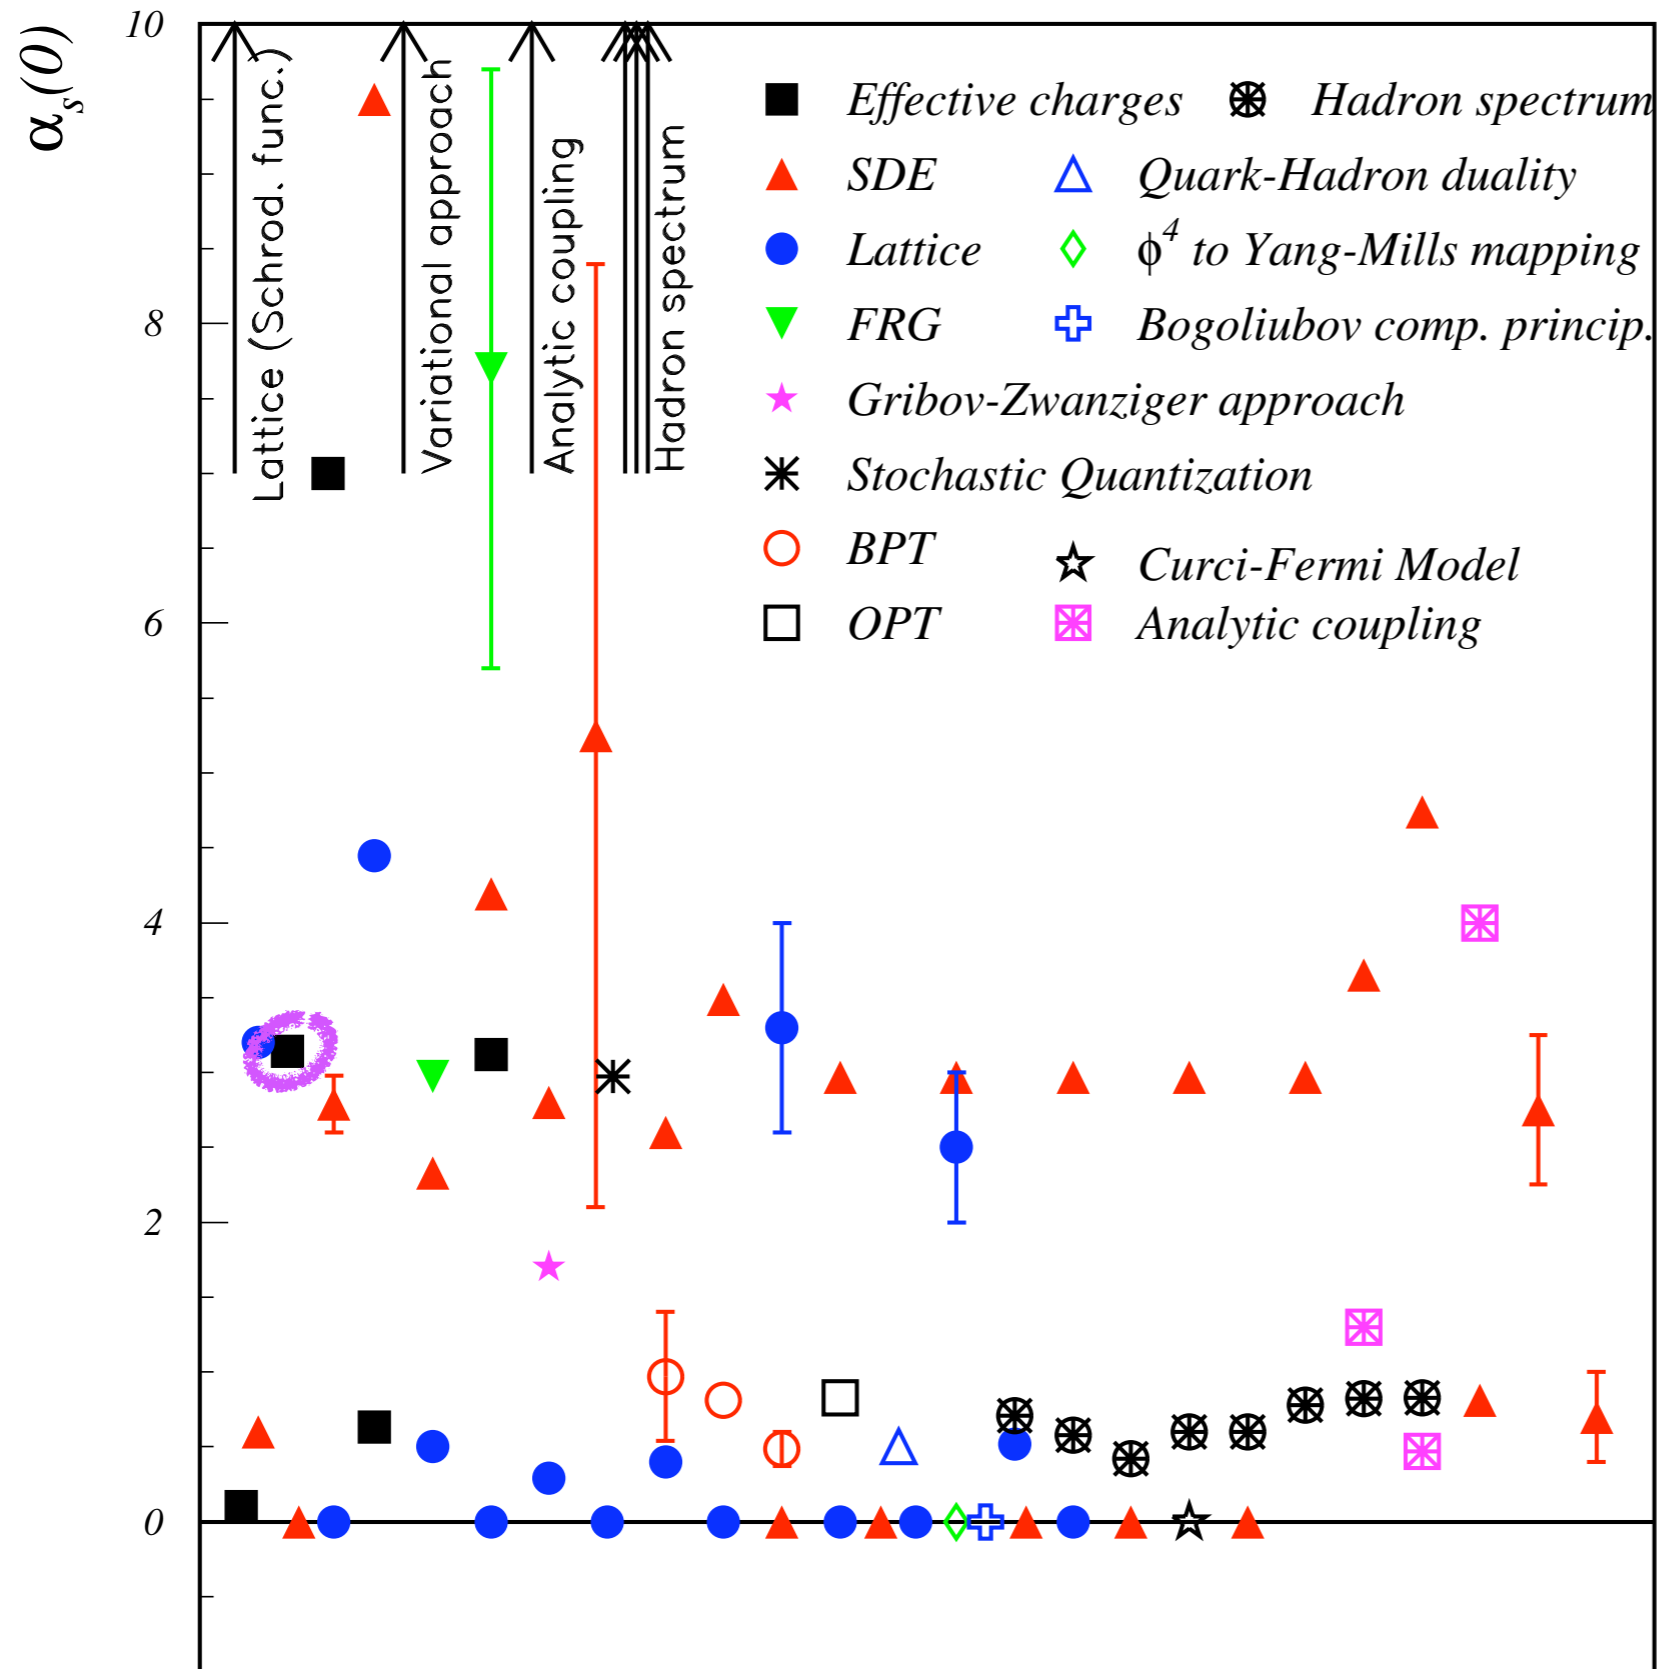 α_s(0)
10
8
6
4
2
0
Lattice (Schrod. func.)
Variational approach
Analytic coupling
Hadron spectrum
Effective charges
Hadron spectrum
SDE
Quark-Hadron duality
Lattice
ϕ⁴ to Yang-Mills mapping
FRG
Bogoliubov comp. princip.
Gribov-Zwanziger approach
Stochastic Quantization
BPT
Curci-Fermi Model
OPT
Analytic coupling